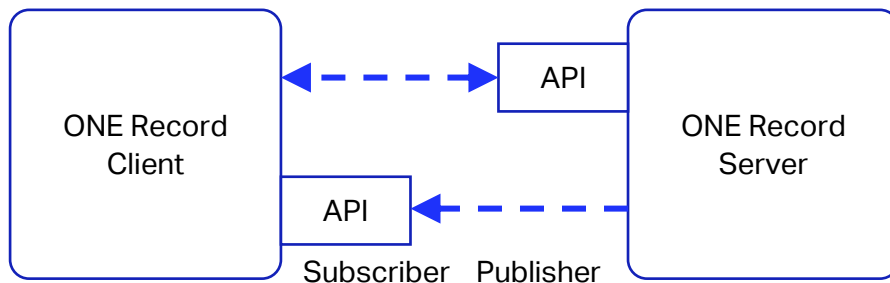 API
ONE Record
Client
ONE Record
Server
API
Subscriber Publisher